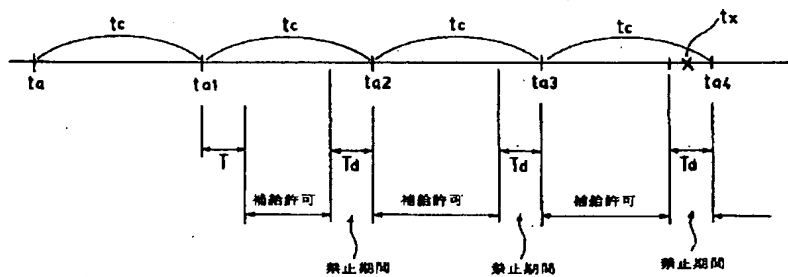 tc tc tc tc tx
ta ta1 ta2 ta3 ta4
T Td Td Td
補給許可 補給許可 補給許可
禁止期間 禁止期間 禁止期間